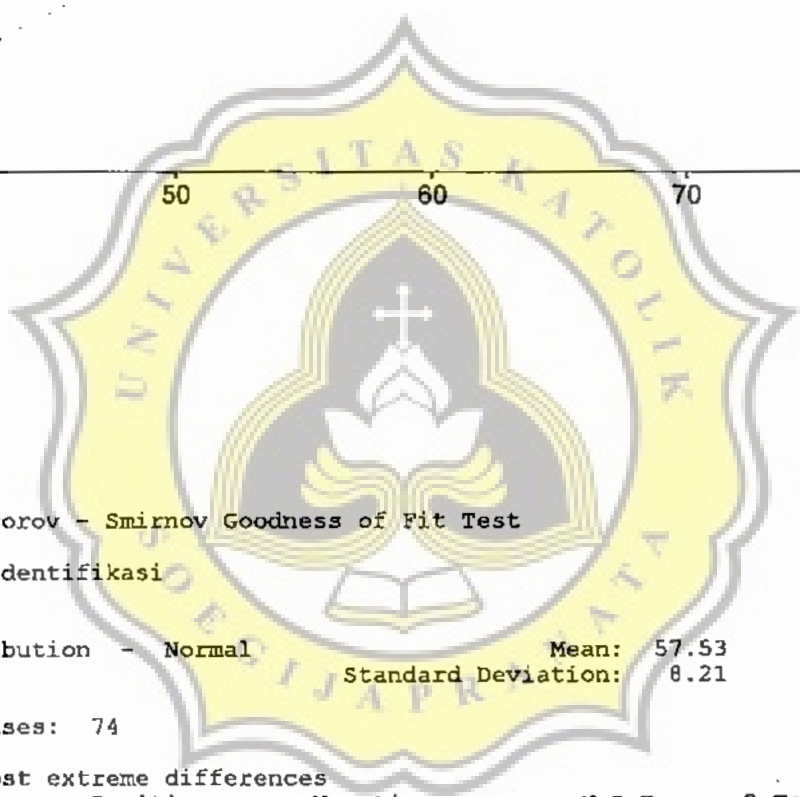 50 60 70
UNIVERSITAS KATOLIK
SOEGIJAPRANATA
orov - Smirnov Goodness of Fit Test
dentifikasi
bution - Normal Mean: 57.53
Standard Deviation: 8.21
ses: 74
st extreme differences